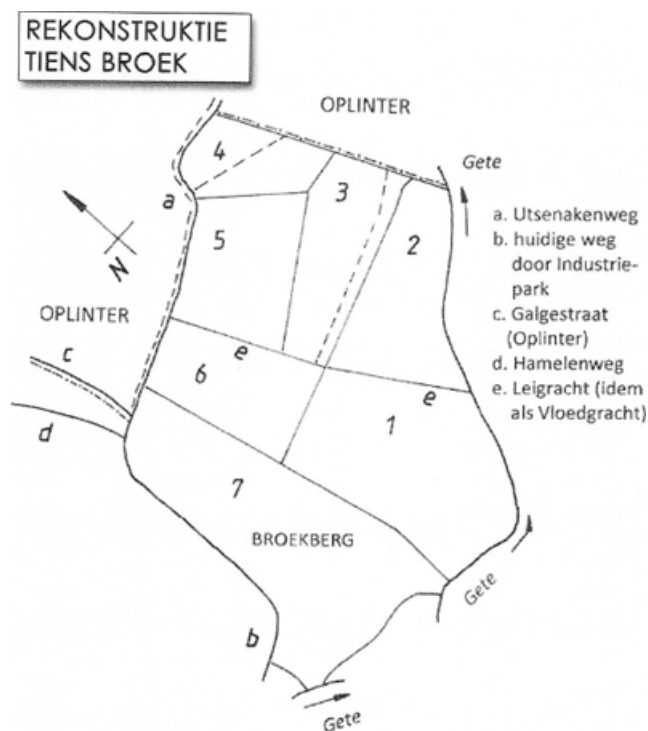 REKONSTRUKTIE
TIENS BROEK
OPLINTER
Gete
4
3
a
2
5
N
a. Utsenakenweg
b. huidige weg
door Industrie-
park
c. Galgestraat
(Oplinter)
d. Hamelenweg
e. Leigracht (idem
als Vloedgracht)
OPLINTER
c
e
6
e
d
1
7
BROEKBERG
Gete
b
Gete